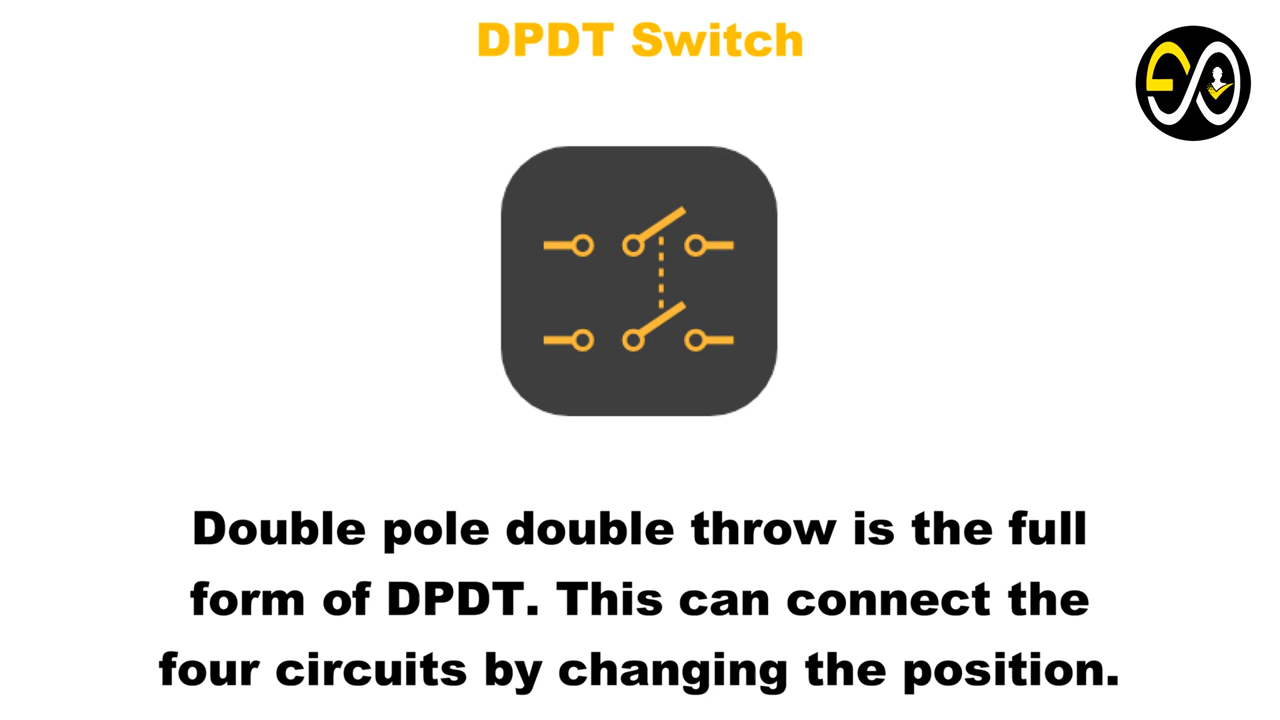 DPDT Switch
Double pole double throw is the full
form of DPDT. This can connect the
four circuits by changing the position.